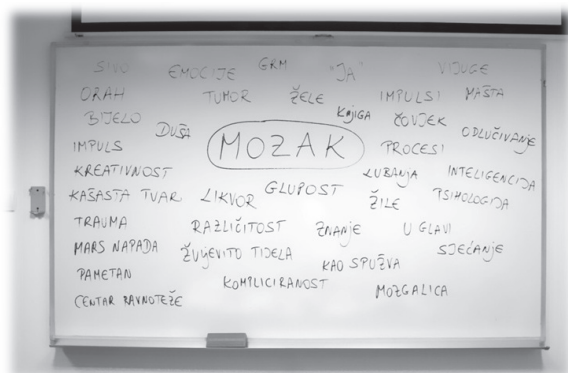 SIVO EMOCIJE GRM "JA" VIJUGE
ORAH TUMOR ŽELE IMPULSI MAŠTA
BIJELO DUŠA KnJIGA ČOVJEK ODLUČIVANJE
IMPULS MOZAK PROCESI
KREATIVNOST LUBANJA INTELIGENCIJA
KAŠASTA TVAR LIKVOR GLUPOST ŽILE PSIHOLOGIJA
TRAUMA RAZLIČITOST ZNANJE U GLAVI
MARS NAPADA ŽUIJEVITO TIJELA KAO SPUŽVA SJEĆANJE
PAMETAN KOMPLICIRANOST MOZGALICA
CENTAR RAVNOTEŽE